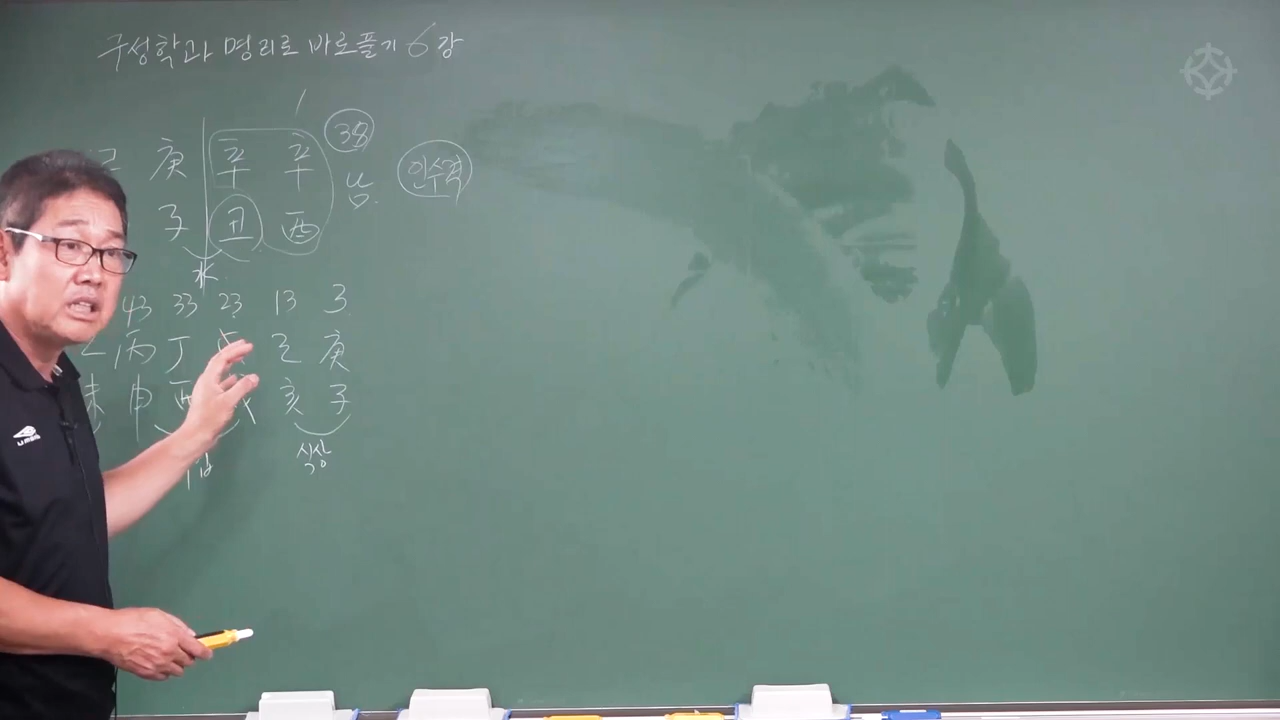 구성학과 명리로 바로풀기 6강
庚 辛 辛 38
子 丑 酉 남. 인수격
水
43 33 23 13 3
丙 丁 己 庚
未 申 酉 亥 子
식상